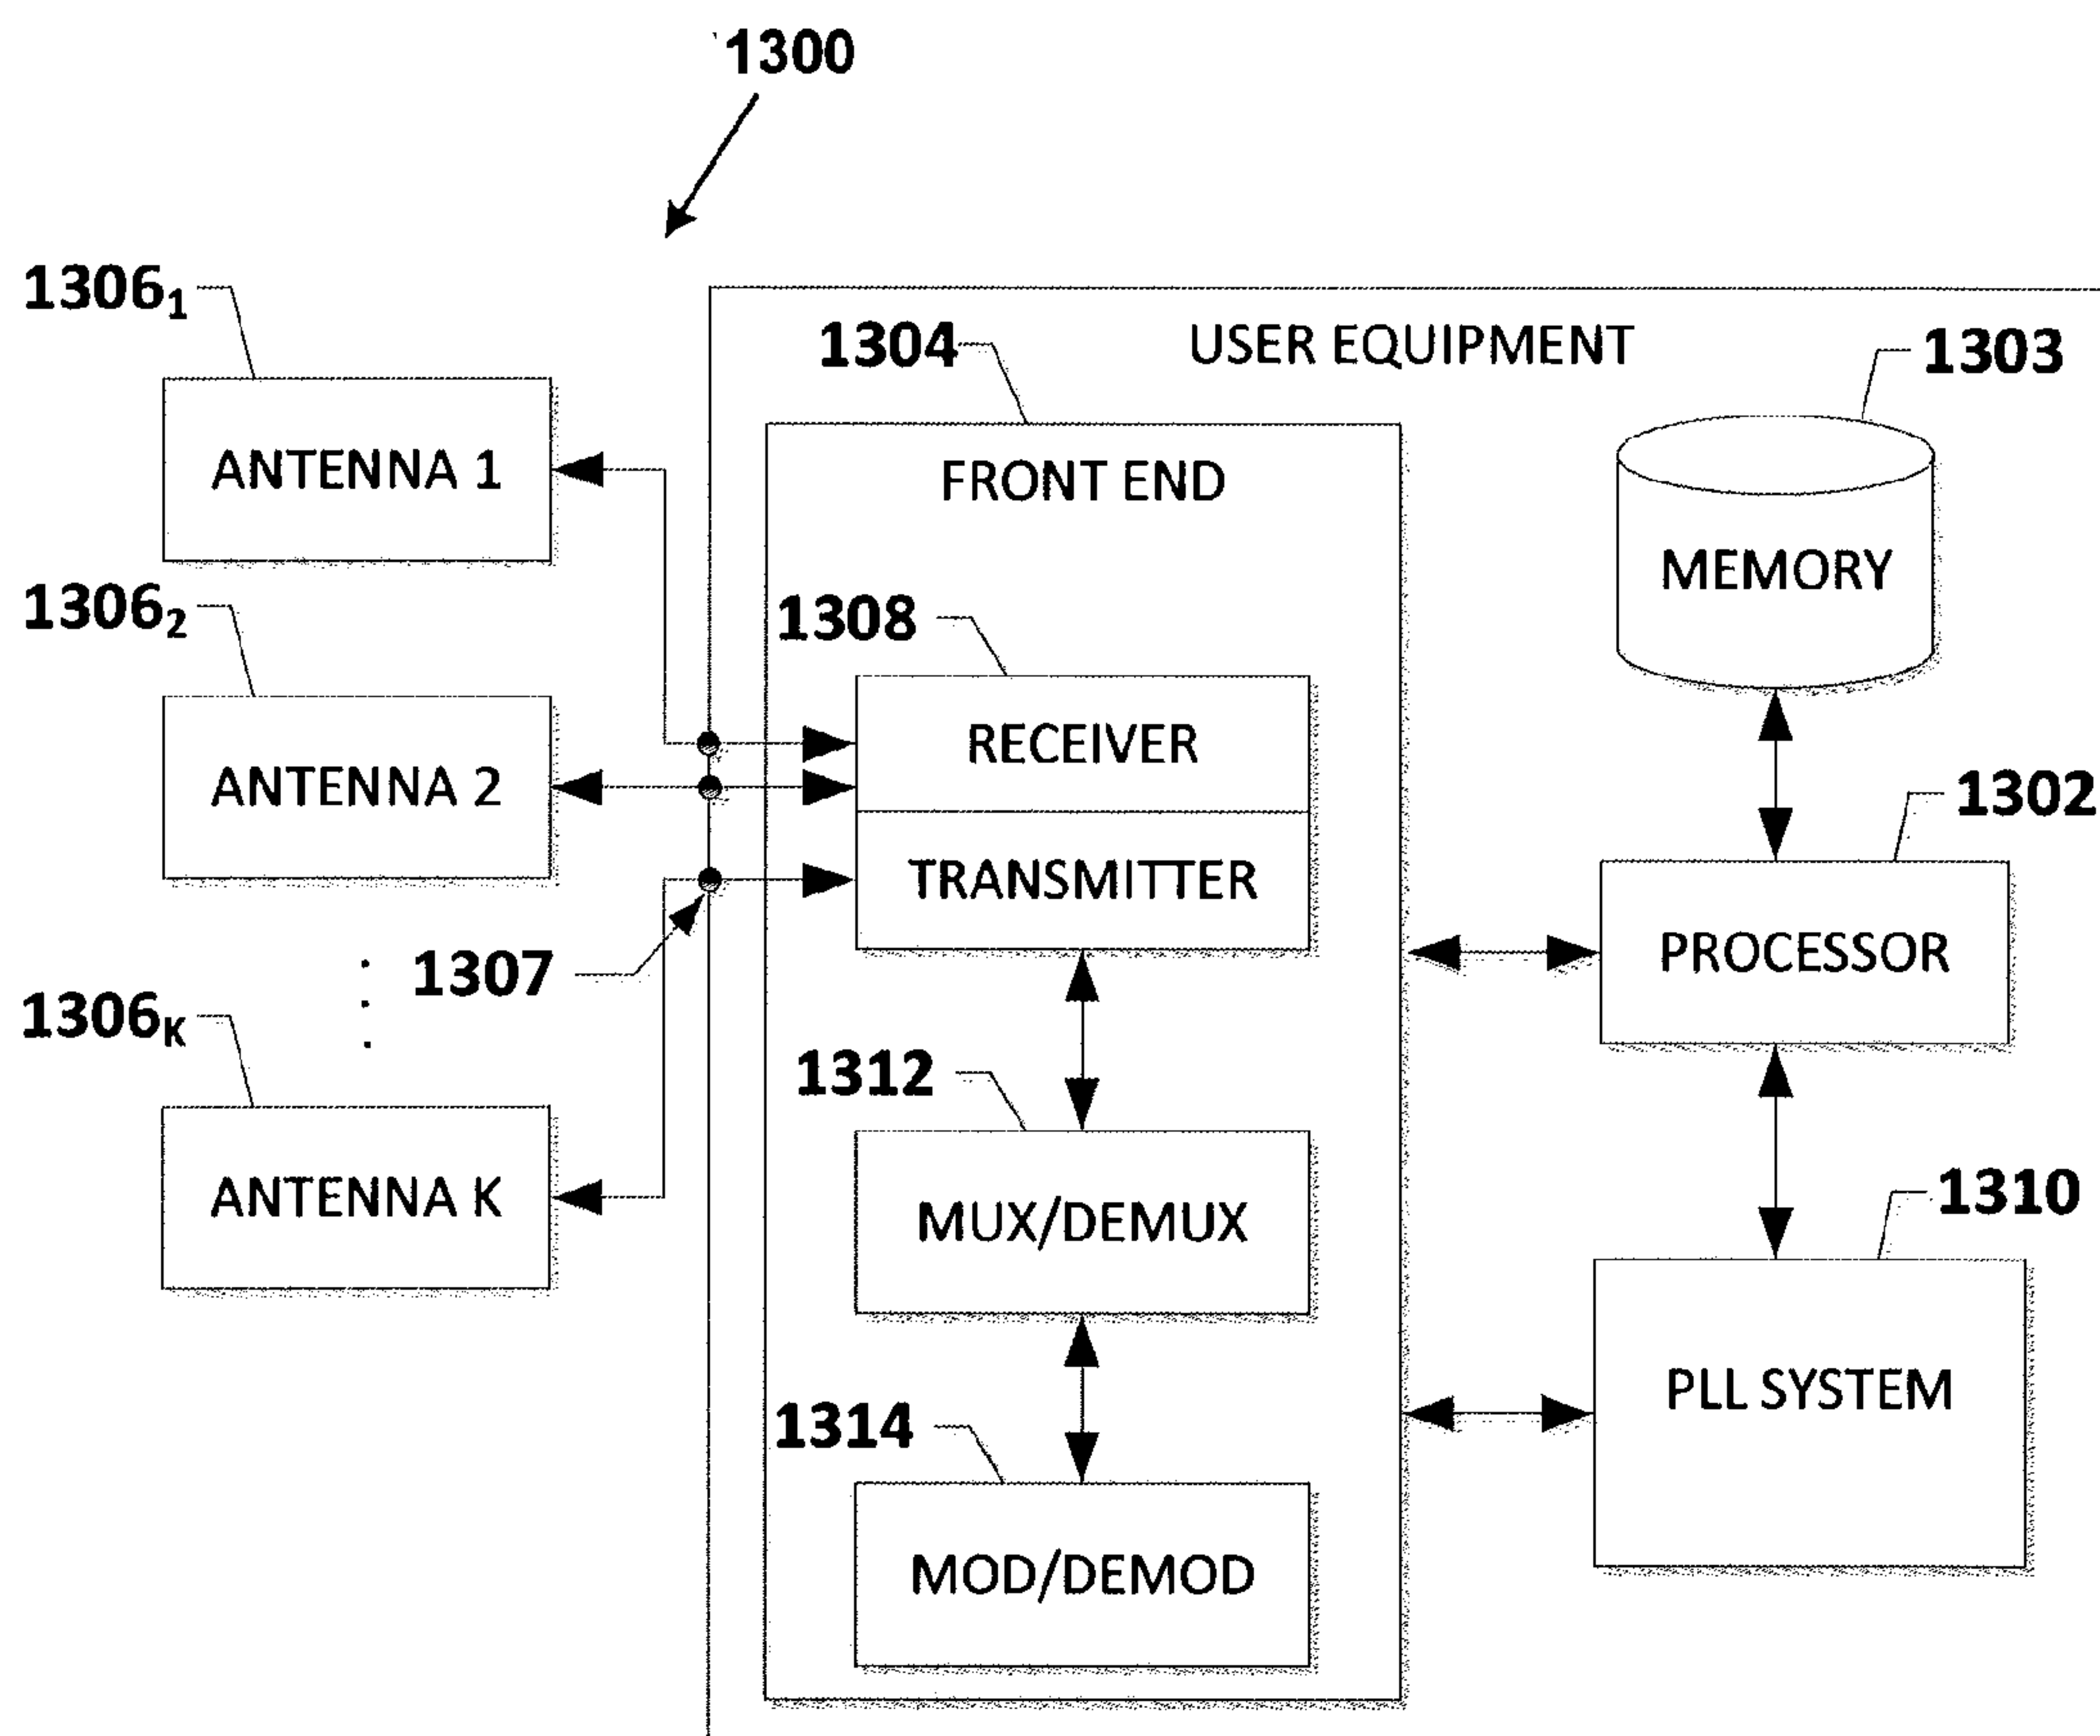 1300
1306₁
1304
USER EQUIPMENT
1303
ANTENNA 1
FRONT END
MEMORY
1306₂
1308
RECEIVER
ANTENNA 2
1302
TRANSMITTER
PROCESSOR
1307
1306K
1312
ANTENNA K
MUX/DEMUX
1310
PLL SYSTEM
1314
MOD/DEMOD